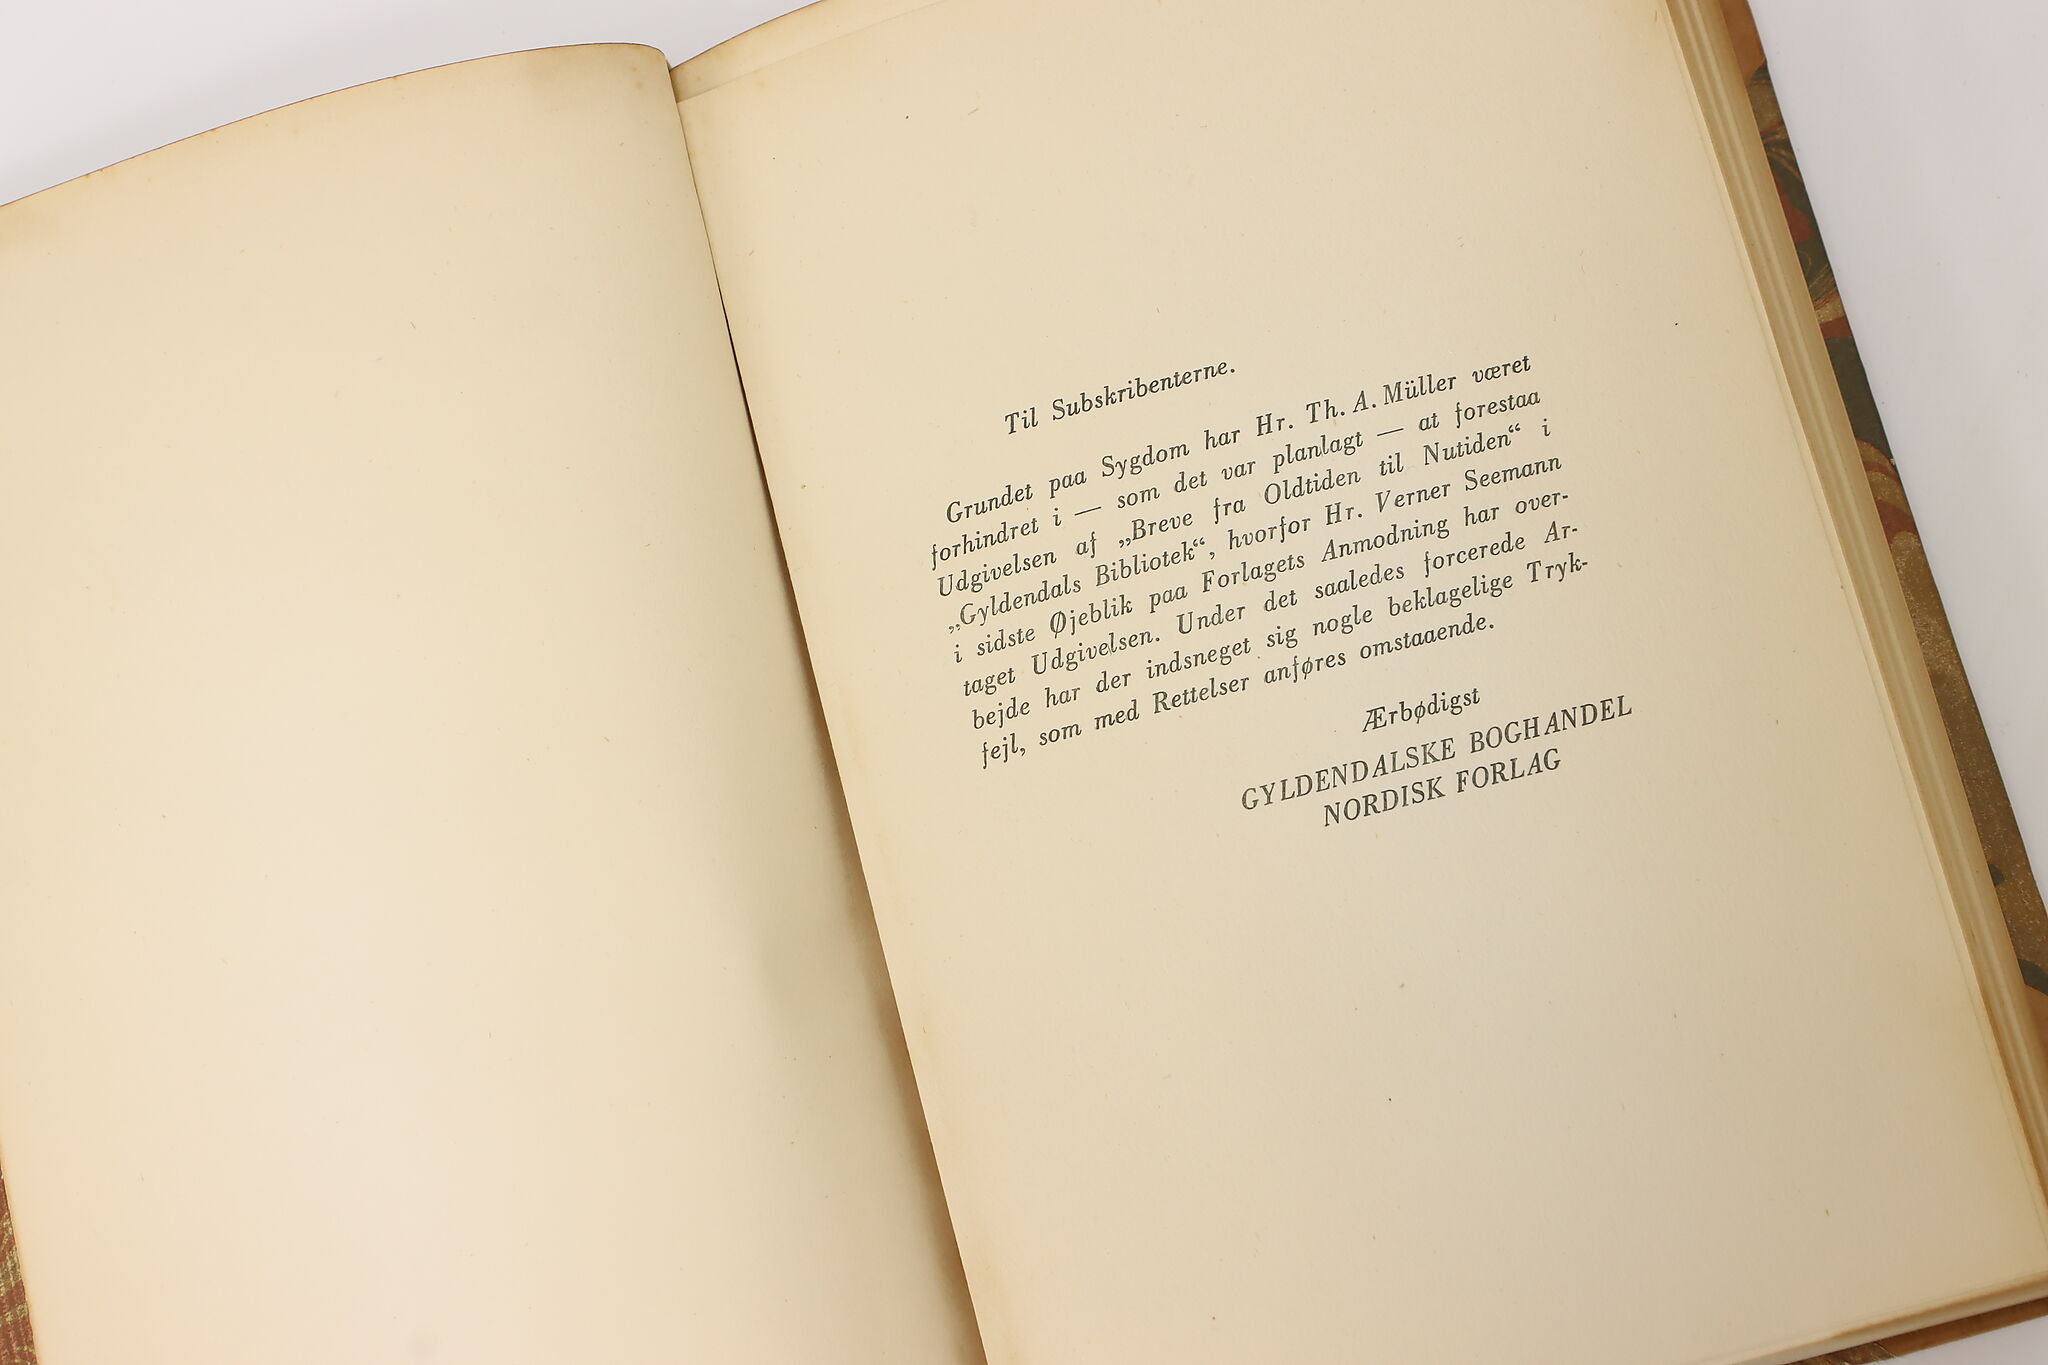 Til Subskribenterne.
Grundet paa Sygdom har Hr. Th. A. Müller været
forhindret i — som det var planlagt — at forestaa
Udgivelsen af „Breve fra Oldtiden til Nutiden“ i
„Gyldendals Bibliotek“, hvorfor Hr. Verner Seemann
i sidste Øjeblik paa Forlagets Anmodning har over-
taget Udgivelsen. Under det saaledes forcerede Ar-
bejde har der indsneget sig nogle beklagelige Tryk-
fejl, som med Rettelser anføres omstaaende.
Ærbødigst
GYLDENDALSKE BOGHANDEL
NORDISK FORLAG